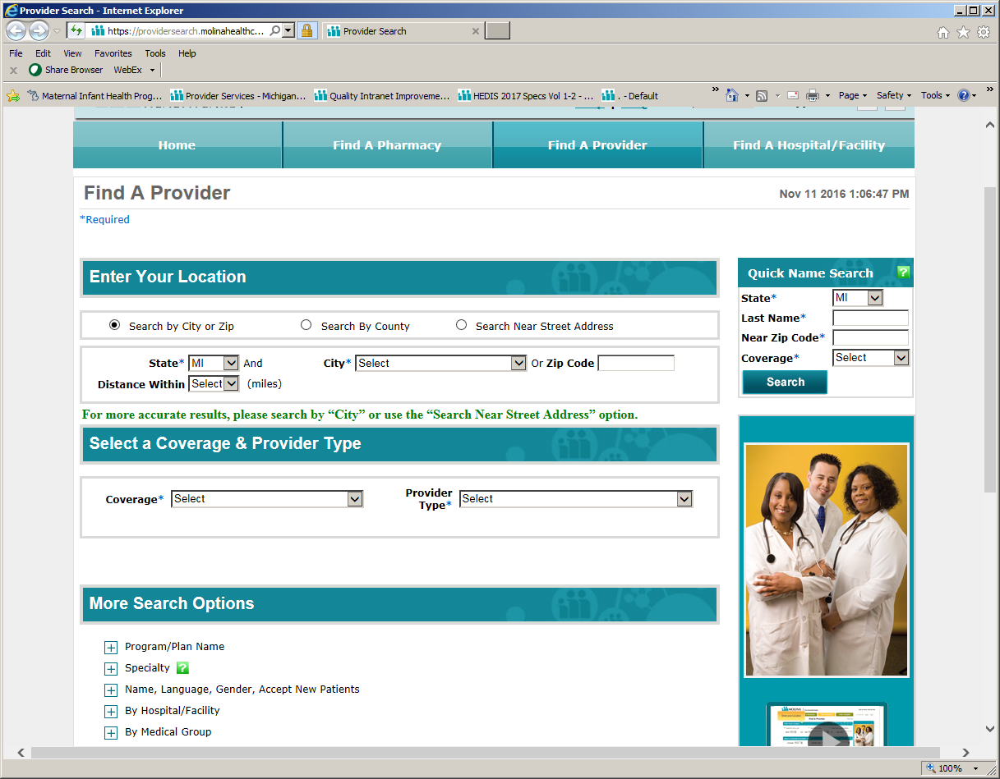 Provider Search - Internet Explorer
https://providersearch.molinahealthc... Provider Search
File Edit View Favorites Tools Help
x Share Browser WebEx
Maternal Infant Health Prog... Provider Services - Michigan... Quality Intranet Improveme... HEDIS 2017 Specs Vol 1-2 - ... . - Default Page Safety Tools
Home Find A Pharmacy Find A Provider Find A Hospital/Facility
Find A Provider Nov 11 2016 1:06:47 PM
*Required
Enter Your Location
Search by City or Zip Search By County Search Near Street Address
State* MI And City* Select Or Zip Code
Distance Within Select (miles)
For more accurate results, please search by “City” or use the “Search Near Street Address” option.
Select a Coverage & Provider Type
Coverage* Select Provider Type* Select
More Search Options
Program/Plan Name
Specialty ?
Name, Language, Gender, Accept New Patients
By Hospital/Facility
By Medical Group
Quick Name Search ?
State* MI
Last Name*
Near Zip Code*
Coverage* Select
Search
MOLINA
Find A Provider
100%